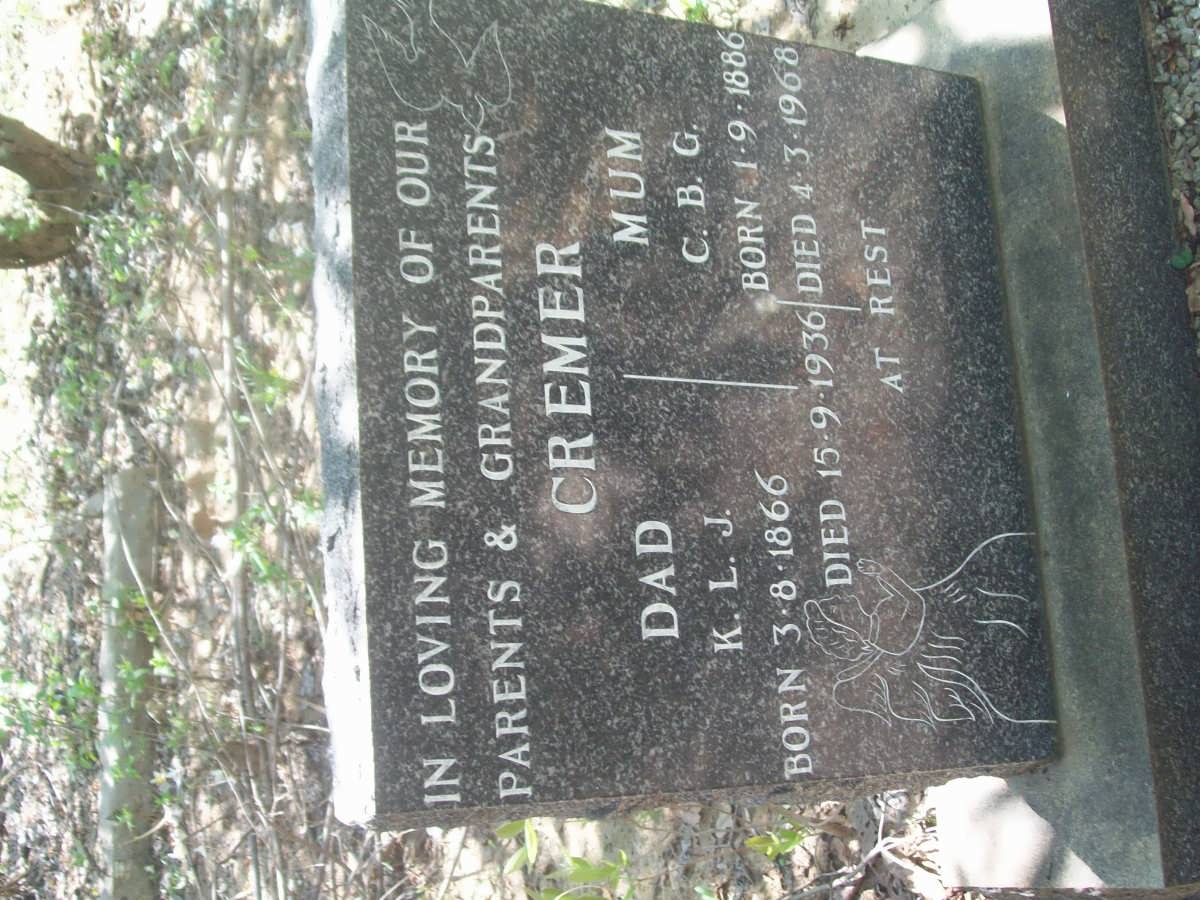 IN LOVING MEMORY OF OUR
PARENTS & GRANDPARENTS
CREMER
DAD
K. L. J.
BORN 3·8·1866
DIED 15·9·1936
MUM
C. B. G.
BORN 1·9·1886
DIED 4·3·1968
AT REST